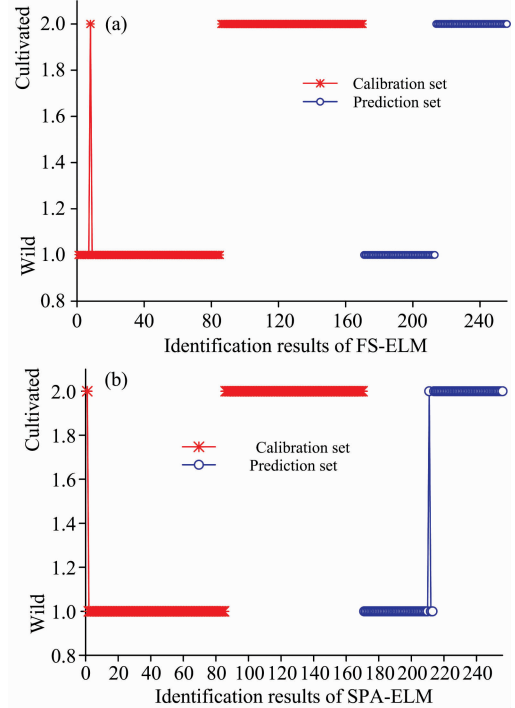 (a)
Cultivated
Wild
2.0
1.8
1.6
1.4
1.2
1.0
0.8
Calibration set
Prediction set
0 40 80 120 160 200 240
Identification results of FS-ELM
(b)
Cultivated
Wild
2.0
1.8
1.6
1.4
1.2
1.0
0.8
Calibration set
Prediction set
0 20 40 60 80 100 120 140 160 180 200 220 240
Identification results of SPA-ELM